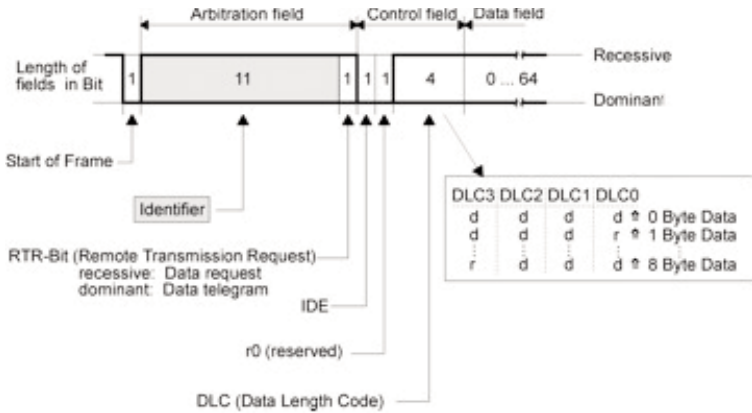 Arbitration field Control field Data field
Length of fields in Bit
1 11 1 1 1 4 0 ... 64
Recessive
Dominant
Start of Frame
Identifier
DLC3 DLC2 DLC1 DLC0
d d d d ⇑ 0 Byte Data
d d d r ⇑ 1 Byte Data
r d d d ⇑ 8 Byte Data
RTR-Bit (Remote Transmission Request)
recessive: Data request
dominant: Data telegram
IDE
r0 (reserved)
DLC (Data Length Code)